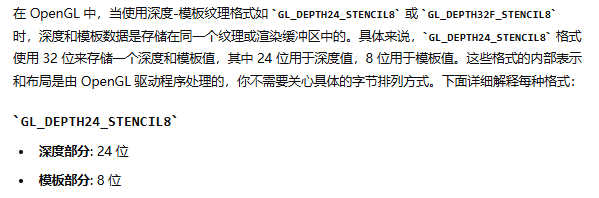 在 OpenGL 中，当使用深度-模板纹理格式如 `GL_DEPTH24_STENCIL8` 或 `GL_DEPTH32F_STENCIL8`
时，深度和模板数据是存储在同一个纹理或渲染缓冲区中的。具体来说，`GL_DEPTH24_STENCIL8` 格式
使用 32 位来存储一个深度和模板值，其中 24 位用于深度值，8 位用于模板值。这些格式的内部表示
和布局是由 OpenGL 驱动程序处理的，你不需要关心具体的字节排列方式。下面详细解释每种格式：
`GL_DEPTH24_STENCIL8`
• 深度部分: 24 位
• 模板部分: 8 位